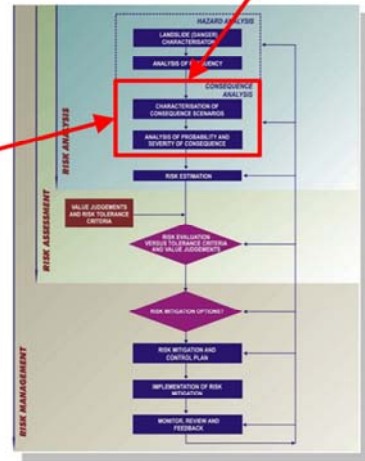 HAZARD ANALYSIS
LANDSLIDE (DANGER)
CHARACTERISATION
ANALYSIS OF FREQUENCY
CONSEQUENCE
ANALYSIS
CHARACTERISATION OF
CONSEQUENCE SCENARIOS
ANALYSIS OF PROBABILITY AND
SEVERITY OF CONSEQUENCE
RISK ESTIMATION
RISK ANALYSIS
VALUE JUDGEMENTS
AND RISK TOLERANCE
CRITERIA
RISK EVALUATION
VERSUS TOLERANCE CRITERIA
AND VALUE JUDGEMENTS
RISK ASSESSMENT
RISK MITIGATION OPTIONS?
RISK MITIGATION AND
CONTROL PLAN
IMPLEMENTATION OF RISK
MITIGATION
MONITOR, REVIEW AND
FEEDBACK
RISK MANAGEMENT